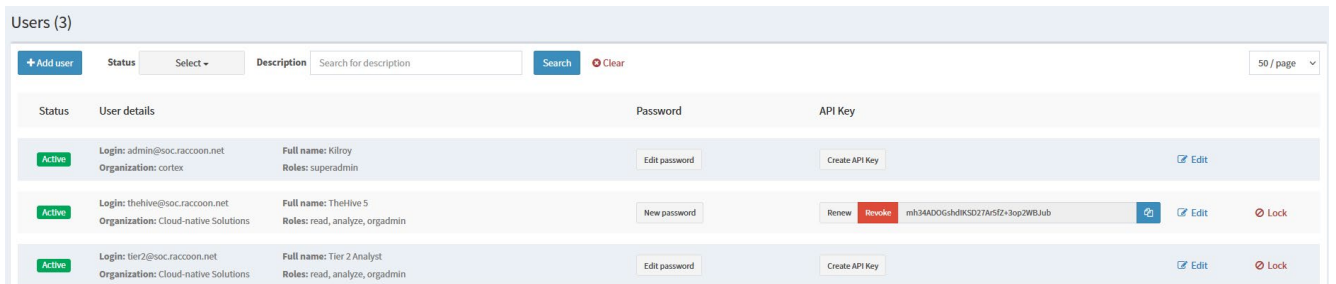 Users (3)
+ Add user Status Select Description Search for description Search Clear 50 / page
Status User details Password API Key
Active Login: admin@soc.raccoon.net Full name: Kilroy Edit password Create API Key Edit
Organization: cortex Roles: superadmin
Active Login: thehive@soc.raccoon.net Full name: TheHive 5 New password Renew Revoke mh34ADOGshdIKSD27Ar5fZ+3op2WBJub Edit Lock
Organization: Cloud-native Solutions Roles: read, analyze, orgadmin
Active Login: tier2@soc.raccoon.net Full name: Tier 2 Analyst Edit password Create API Key Edit Lock
Organization: Cloud-native Solutions Roles: read, analyze, orgadmin